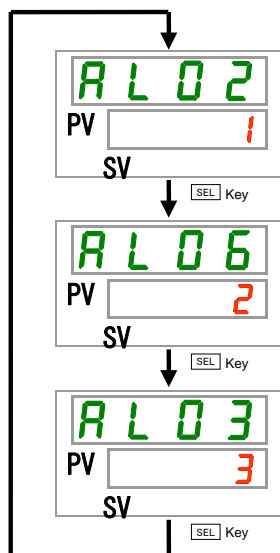 AL02
PV 1
SV
SEL Key
AL06
PV 2
SV
SEL Key
AL03
PV 3
SV
SEL Key